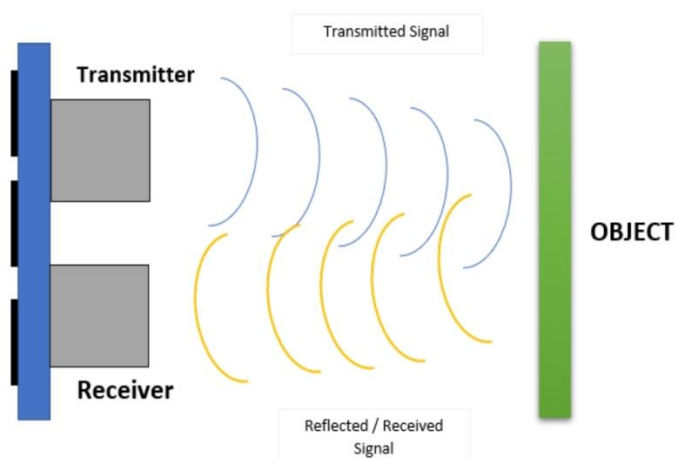 Transmitted Signal
Transmitter
OBJECT
Receiver
Reflected / Received
Signal